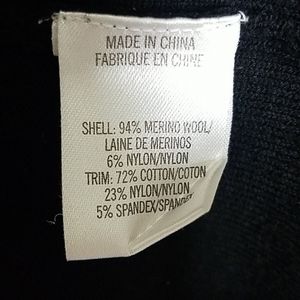 MADE IN CHINA
FABRIQUE EN CHINE
SHELL: 94% MERINO WOOL/
LAINE DE MERINOS
6% NYLON/NYLON
TRIM: 72% COTTON/COTON
23% NYLON/NYLON
5% SPANDEX/SPANDEX